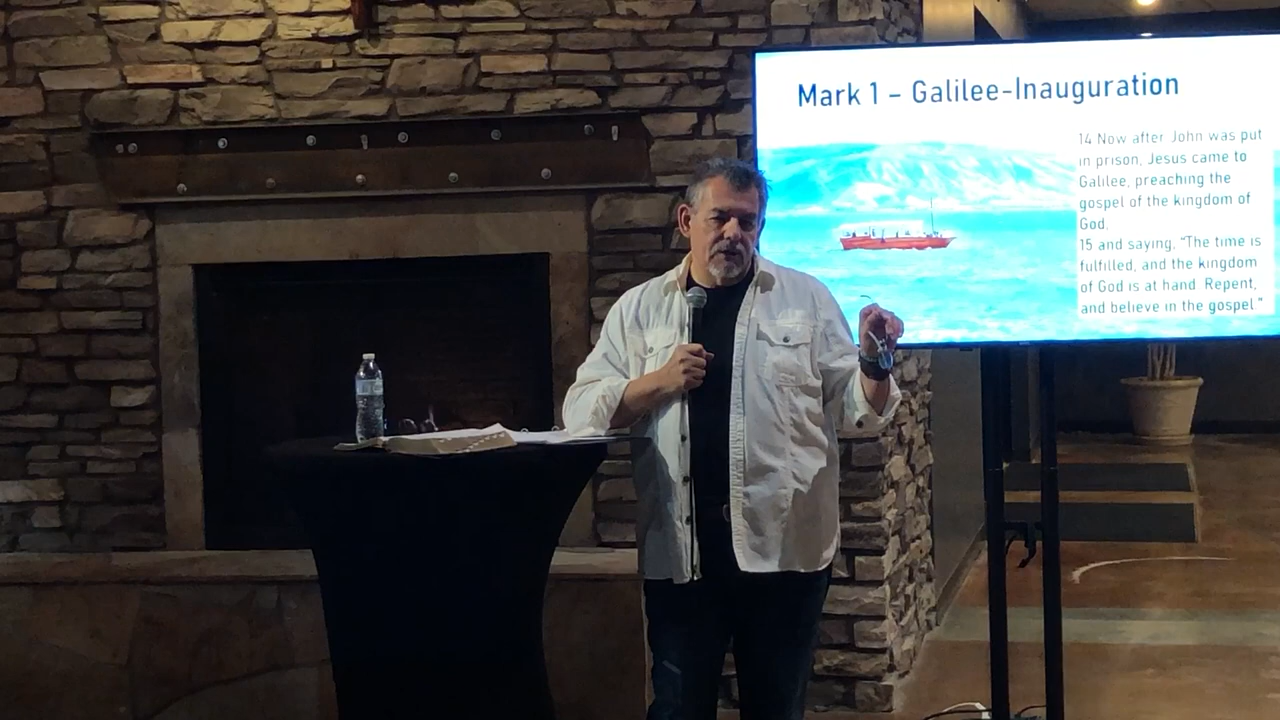 Mark 1 – Galilee-Inauguration
14 Now after John was put
in prison, Jesus came to
Galilee, preaching the
gospel of the kingdom of
God,
15 and saying, "The time is
fulfilled, and the kingdom
of God is at hand. Repent,
and believe in the gospel."